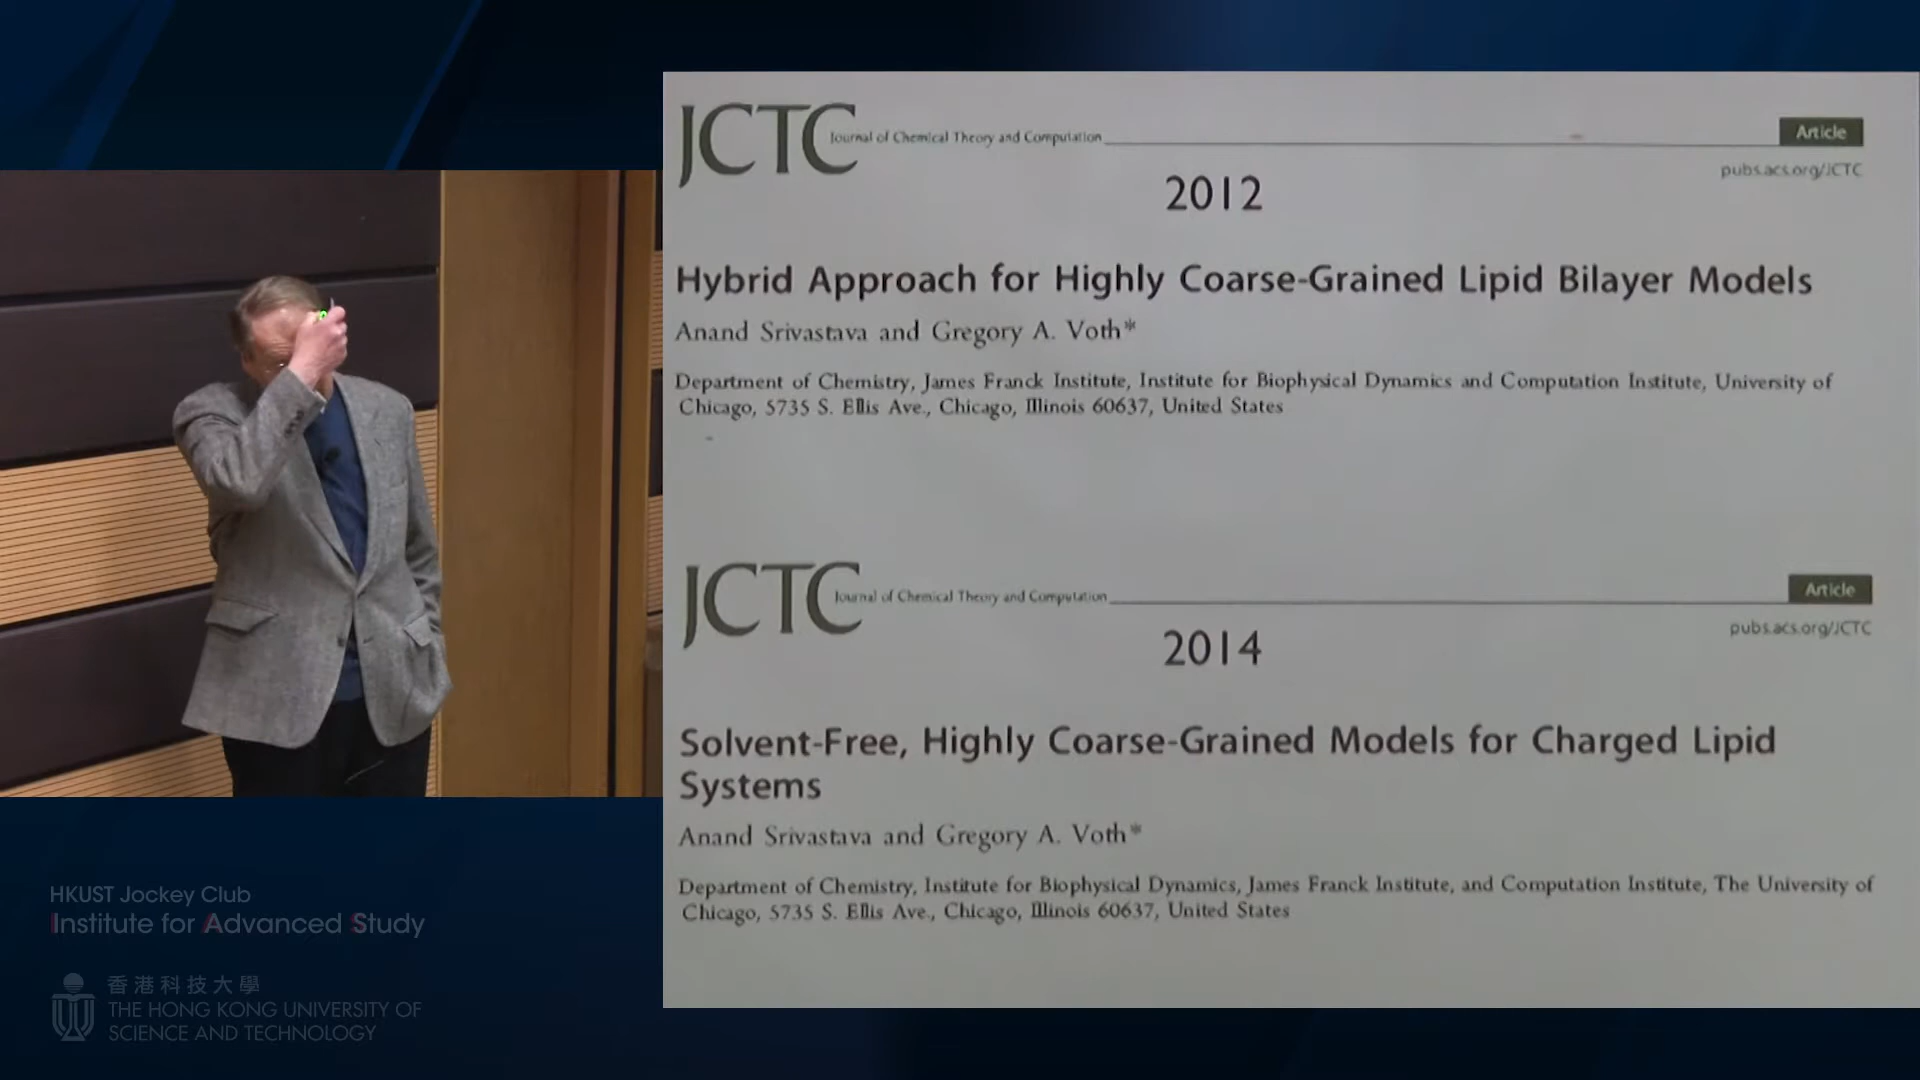 JCTC Journal of Chemical Theory and Computation
Article
pubs.acs.org/JCTC
2012
Hybrid Approach for Highly Coarse-Grained Lipid Bilayer Models
Anand Srivastava and Gregory A. Voth*
Department of Chemistry, James Franck Institute, Institute for Biophysical Dynamics and Computation Institute, University of
Chicago, 5735 S. Ellis Ave., Chicago, Illinois 60637, United States
JCTC Journal of Chemical Theory and Computation
Article
pubs.acs.org/JCTC
2014
Solvent-Free, Highly Coarse-Grained Models for Charged Lipid
Systems
Anand Srivastava and Gregory A. Voth*
Department of Chemistry, Institute for Biophysical Dynamics, James Franck Institute, and Computation Institute, The University of
Chicago, 5735 S. Ellis Ave., Chicago, Illinois 60637, United States
HKUST Jockey Club
Institute for Advanced Study
香港科技大學
THE HONG KONG UNIVERSITY OF
SCIENCE AND TECHNOLOGY